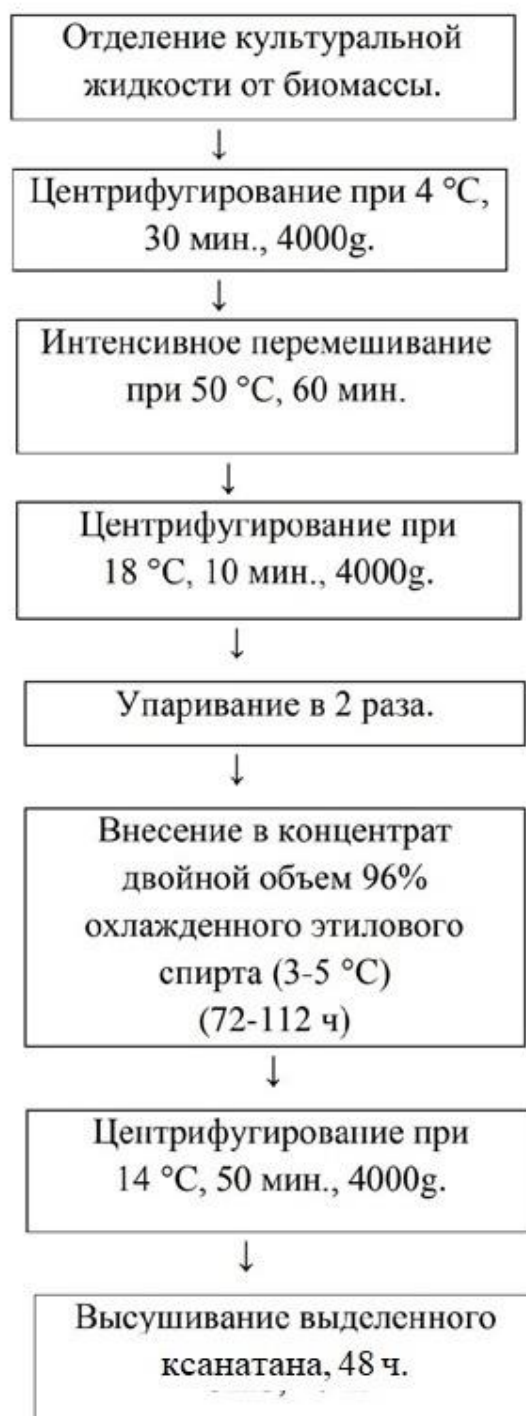 Отделение культуральной
жидкости от биомассы.
↓
Центрифугирование при 4 °C,
30 мин., 4000g.
↓
Интенсивное перемешивание
при 50 °C, 60 мин.
↓
Центрифугирование при
18 °C, 10 мин., 4000g.
↓
Упаривание в 2 раза.
↓
Внесение в концентрат
двойной объем 96%
охлажденного этилового
спирта (3-5 °C)
(72-112 ч)
↓
Центрифугирование при
14 °C, 50 мин., 4000g.
↓
Высушивание выделенного
ксанатана, 48 ч.